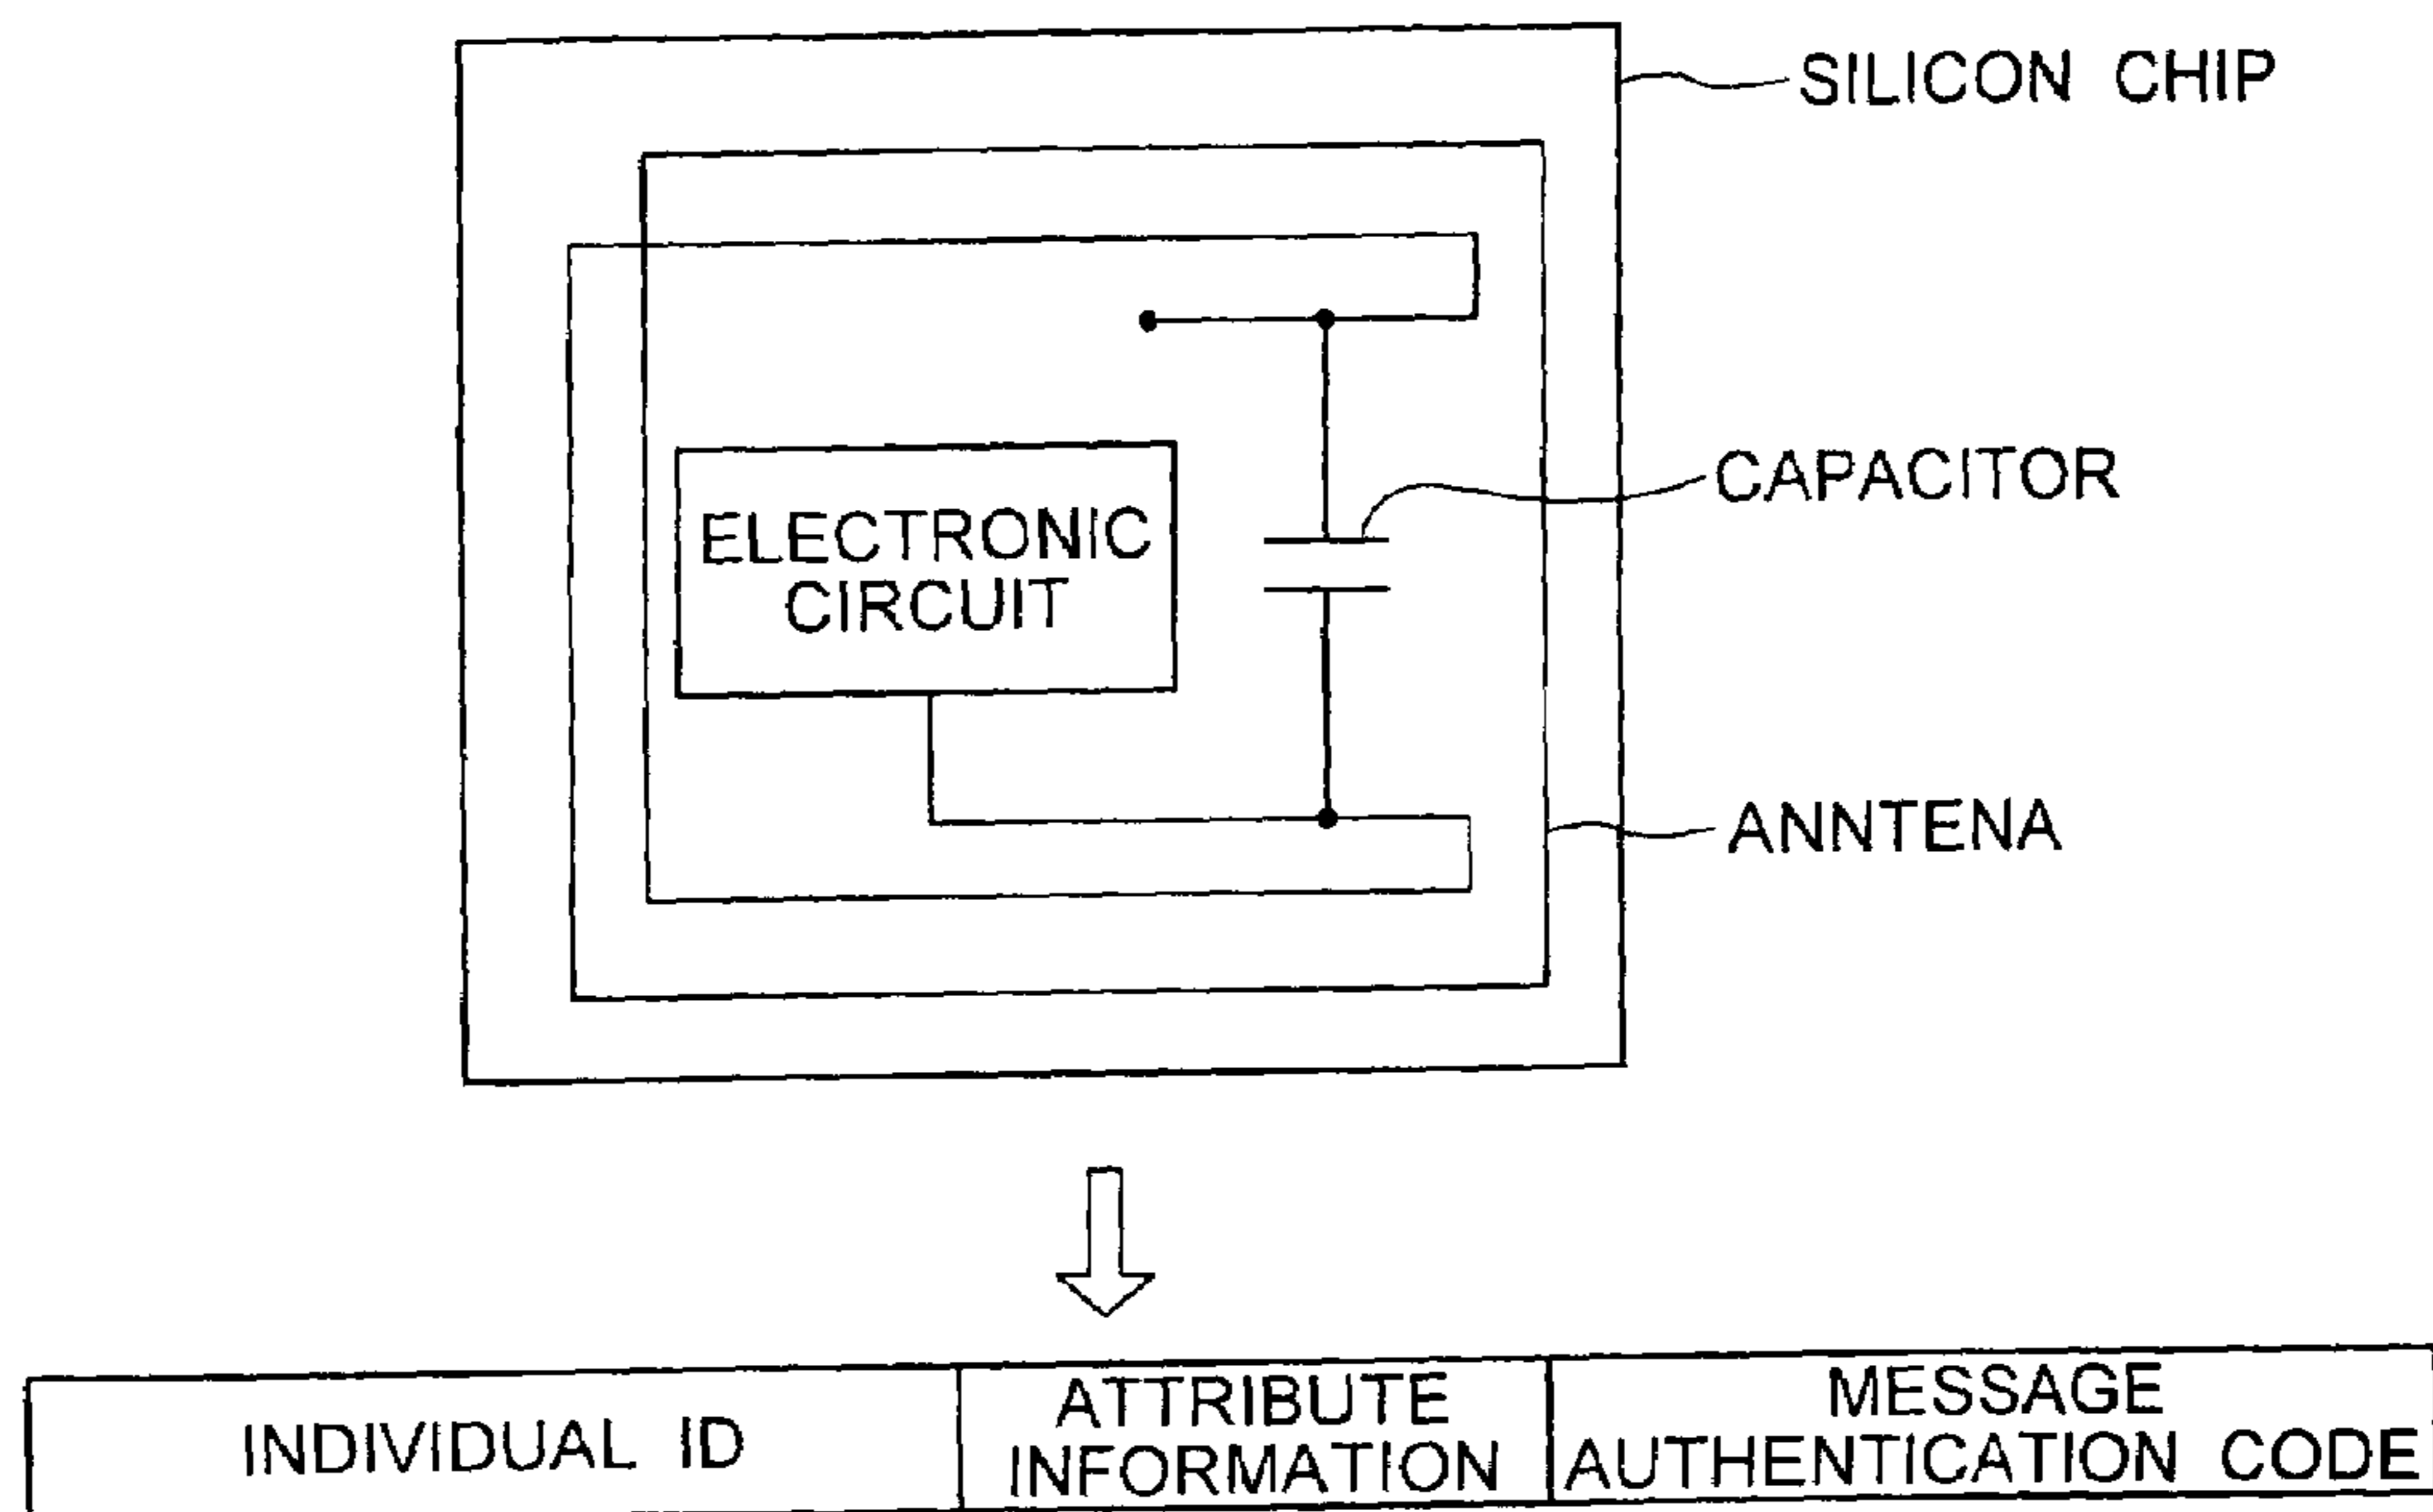 SILICON CHIP
CAPACITOR
ELECTRONIC
CIRCUIT
ANNTENA
INDIVIDUAL ID
ATTRIBUTE
INFORMATION
MESSAGE
AUTHENTICATION CODE